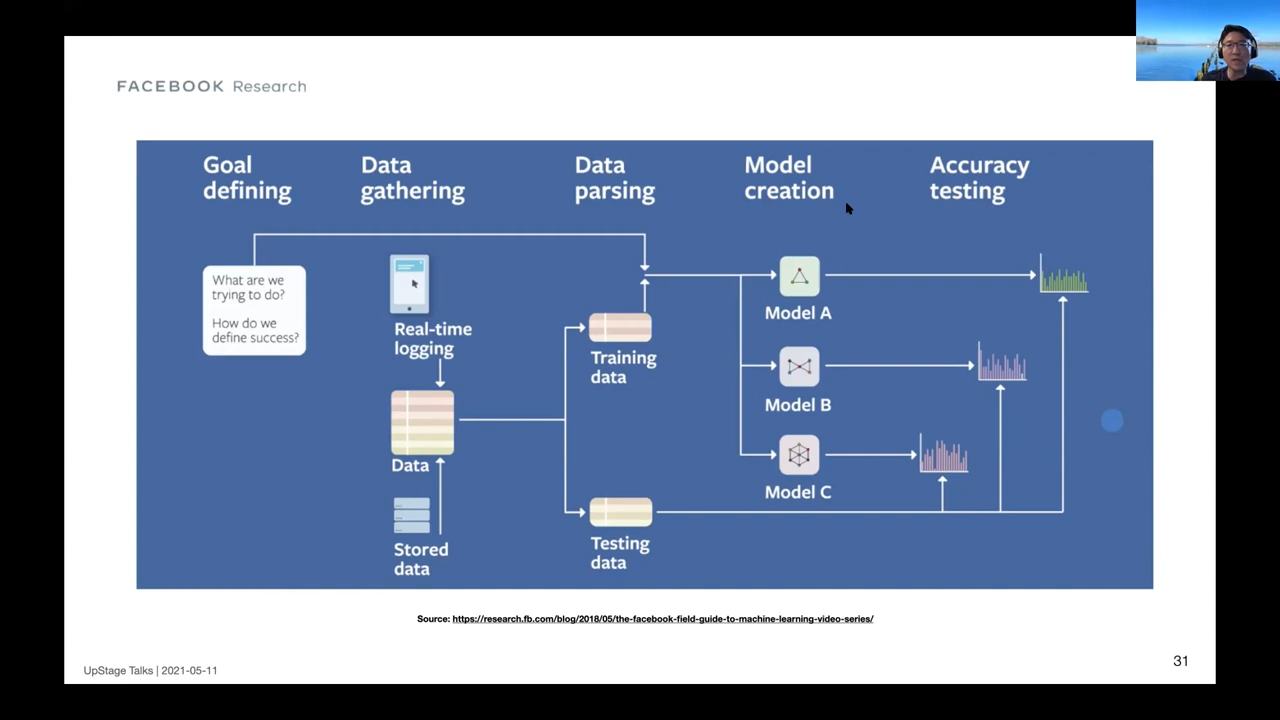 FACEBOOK Research
Goal
defining
Data
gathering
Data
parsing
Model
creation
Accuracy
testing
What are we
trying to do?
How do we
define success?
Real-time
logging
Data
Stored
data
Training
data
Testing
data
Model A
Model B
Model C
Source: https://research.fb.com/blog/2018/05/the-facebook-field-guide-to-machine-learning-video-series/
UpStage Talks | 2021-05-11
31